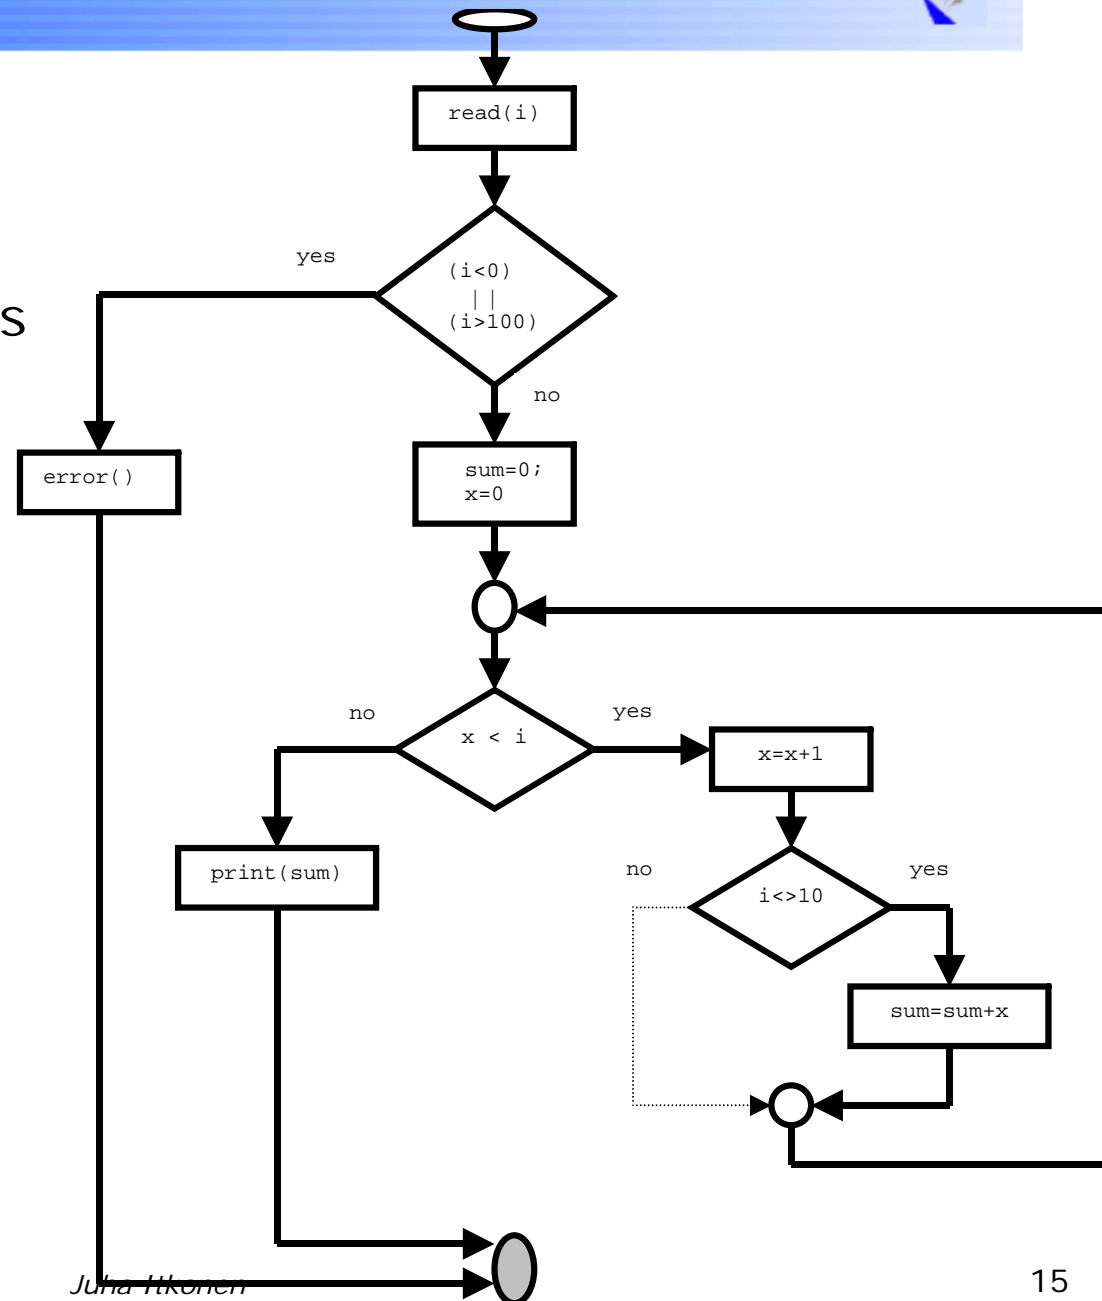 read(i)
yes
(i<0)
||
(i>100)
s
no
error()
sum=0;
x=0
no
yes
x < i
x=x+1
print(sum)
no
yes
i<>10
sum=sum+x
Juha Itkonen
15